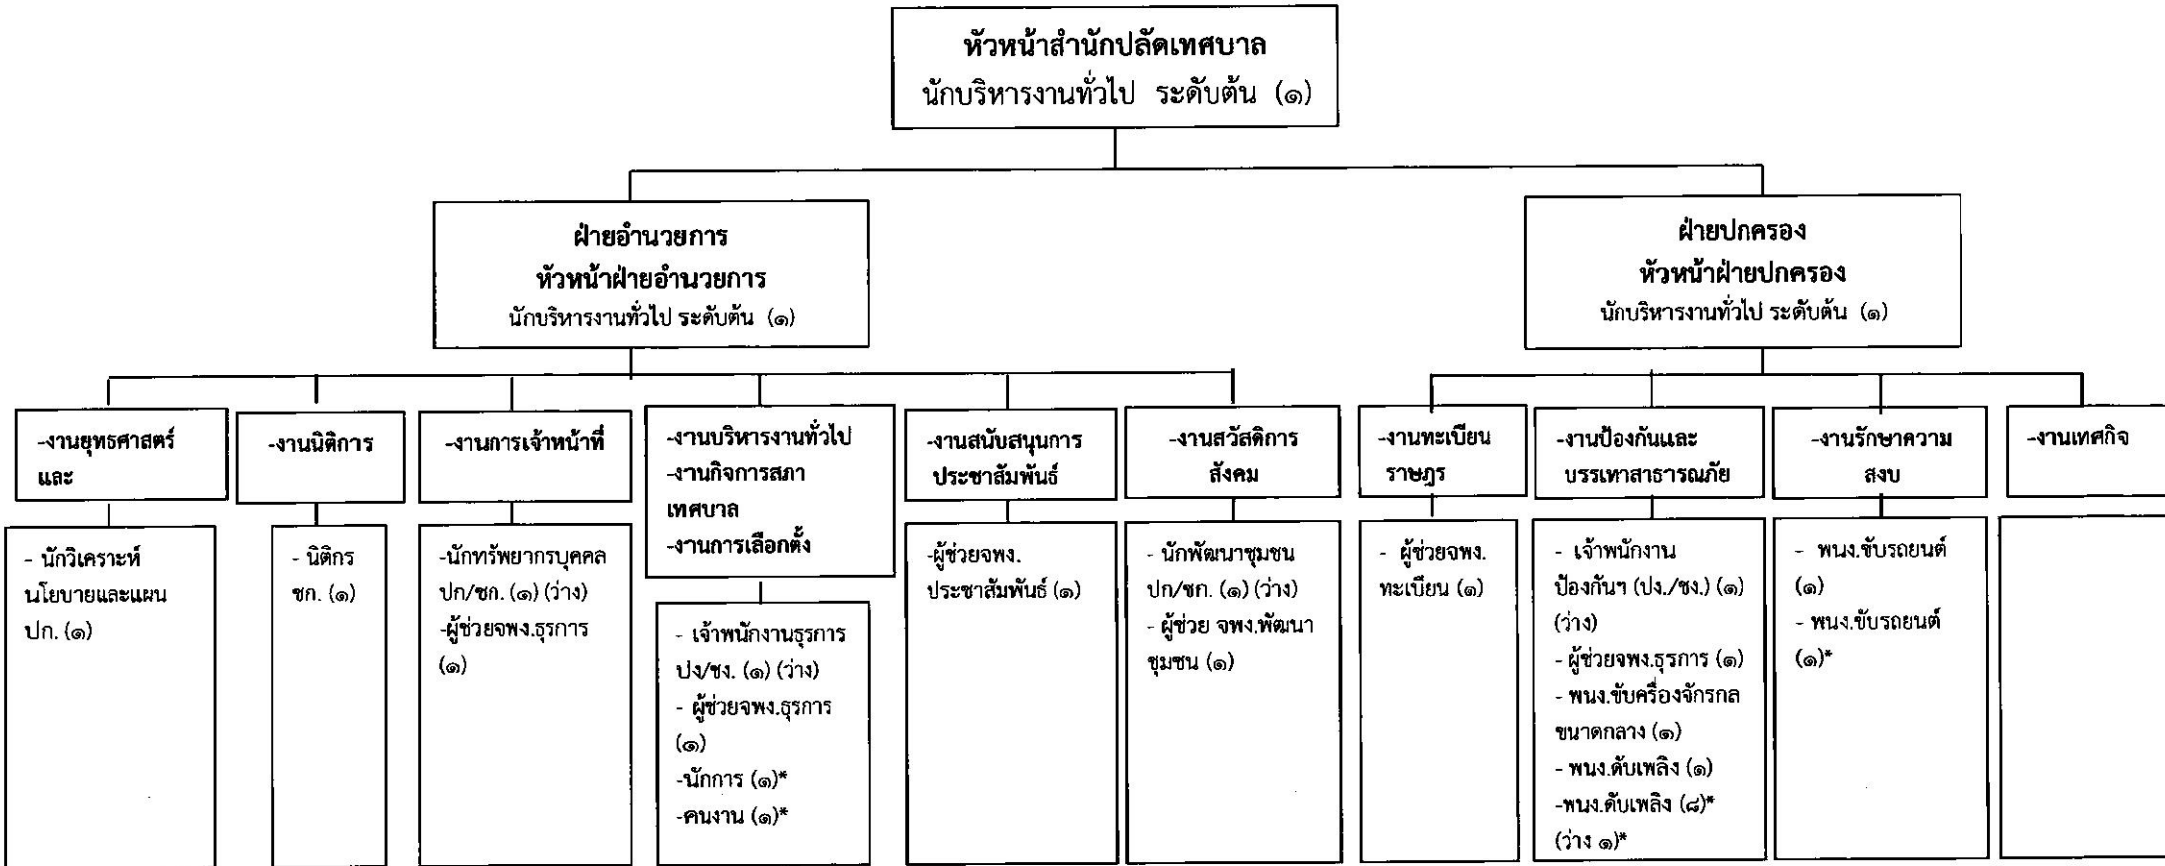 หัวหน้าสำนักปลัดเทศบาล
นักบริหารงานทั่วไป ระดับต้น (๑)
ฝ่ายอำนวยการ
หัวหน้าฝ่ายอำนวยการ
นักบริหารงานทั่วไป ระดับต้น (๑)
ฝ่ายปกครอง
หัวหน้าฝ่ายปกครอง
นักบริหารงานทั่วไป ระดับต้น (๑)
-งานยุทธศาสตร์
และ
-งานนิติการ
-งานการเจ้าหน้าที่
-งานบริหารงานทั่วไป
-งานกิจการสภา
เทศบาล
-งานการเลือกตั้ง
-งานสนับสนุนการ
ประชาสัมพันธ์
-งานสวัสดิการ
สังคม
-งานทะเบียน
ราษฎร
-งานป้องกันและ
บรรเทาสาธารณภัย
-งานรักษาความ
สงบ
-งานเทศกิจ
- นักวิเคราะห์
นโยบายและแผน
ปก. (๑)
- นิติกร
ชก. (๑)
-นักทรัพยากรบุคคล
ปก/ชก. (๑) (ว่าง)
-ผู้ช่วยจพง.ธุรการ
(๑)
- เจ้าพนักงานธุรการ
ปง/ชง. (๑) (ว่าง)
- ผู้ช่วยจพง.ธุรการ
(๑)
-นักการ (๑)*
-คนงาน (๑)*
-ผู้ช่วยจพง.
ประชาสัมพันธ์ (๑)
- นักพัฒนาชุมชน
ปก/ชก. (๑) (ว่าง)
- ผู้ช่วย จพง.พัฒนา
ชุมชน (๑)
- ผู้ช่วยจพง.
ทะเบียน (๑)
- เจ้าพนักงาน
ป้องกันฯ (ปง./ชง.) (๑)
(ว่าง)
- ผู้ช่วยจพง.ธุรการ (๑)
- พนง.ขับเครื่องจักรกล
ขนาดกลาง (๑)
- พนง.ดับเพลิง (๑)
-พนง.ดับเพลิง (๘)*
(ว่าง ๑)*
- พนง.ขับรถยนต์
(๑)
- พนง.ขับรถยนต์
(๑)*